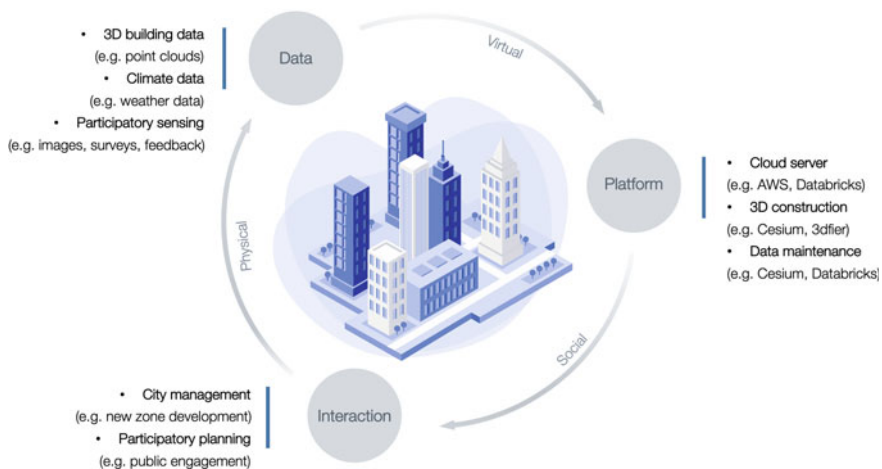 • 3D building data
(e.g. point clouds)
• Climate data
(e.g. weather data)
• Participatory sensing
(e.g. images, surveys, feedback)
Data
Virtual
Platform
• Cloud server
(e.g. AWS, Databricks)
• 3D construction
(e.g. Cesium, 3dfier)
• Data maintenance
(e.g. Cesium, Databricks)
Physical
Social
• City management
(e.g. new zone development)
• Participatory planning
(e.g. public engagement)
Interaction